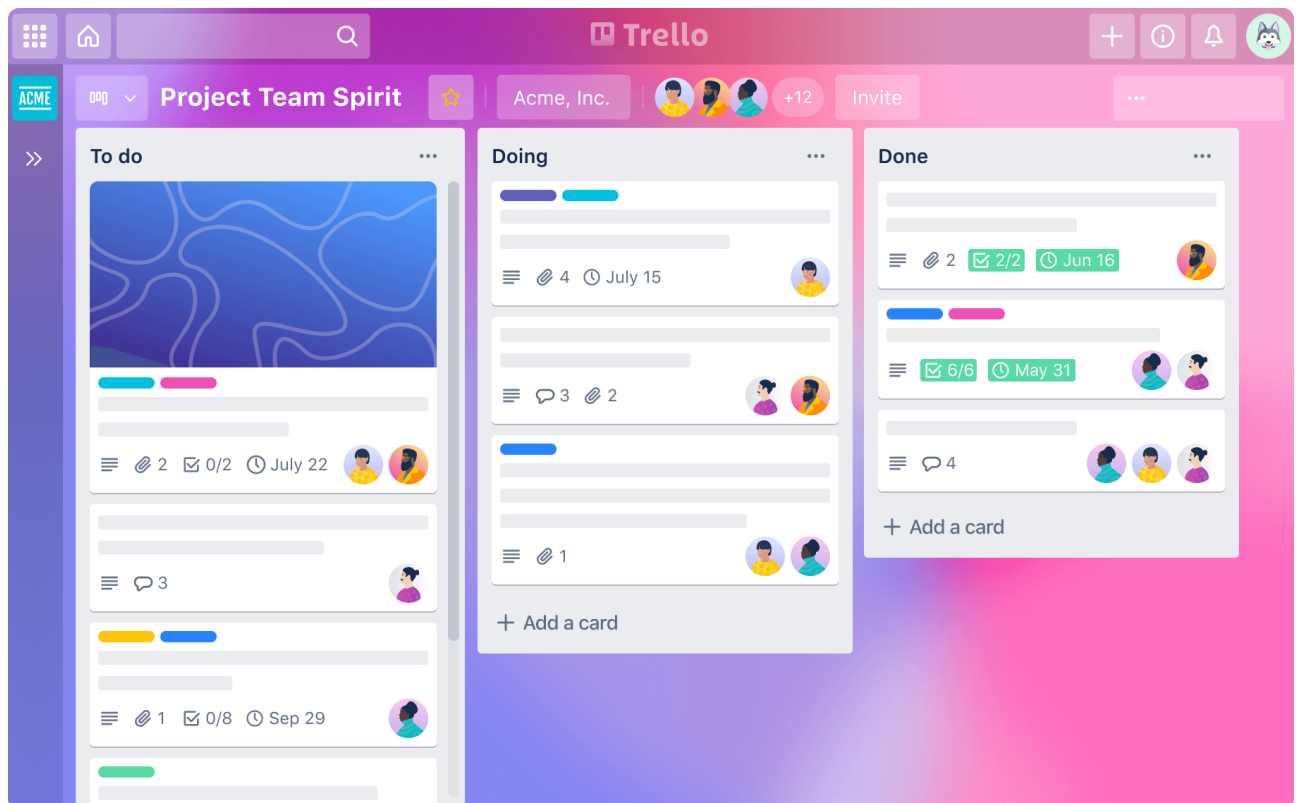 Trello
ACME
Project Team Spirit
Acme, Inc.
+12
Invite
To do
2 0/2 July 22
3
1 0/8 Sep 29
Doing
4 July 15
3 2
1
+ Add a card
Done
2 2/2 Jun 16
6/6 May 31
4
+ Add a card